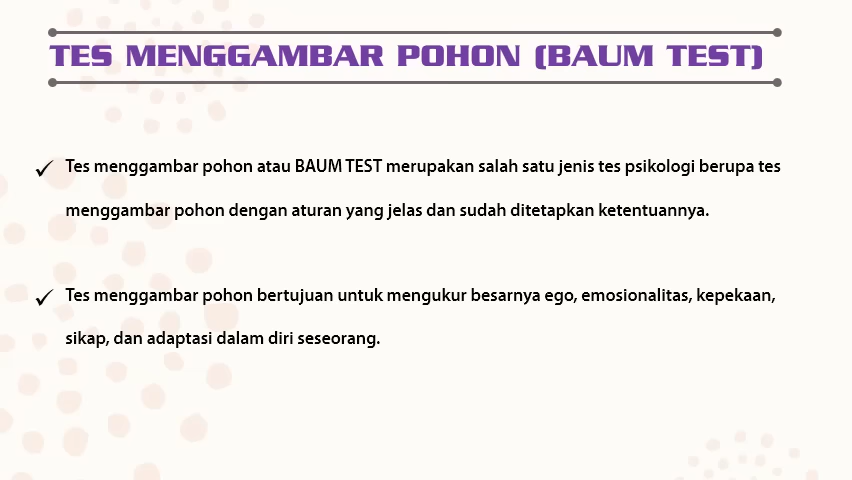 TES MENGGAMBAR POHON (BAUM TEST)
✓ Tes menggambar pohon atau BAUM TEST merupakan salah satu jenis tes psikologi berupa tes
menggambar pohon dengan aturan yang jelas dan sudah ditetapkan ketentuannya.
✓ Tes menggambar pohon bertujuan untuk mengukur besarnya ego, emosionalitas, kepekaan,
sikap, dan adaptasi dalam diri seseorang.